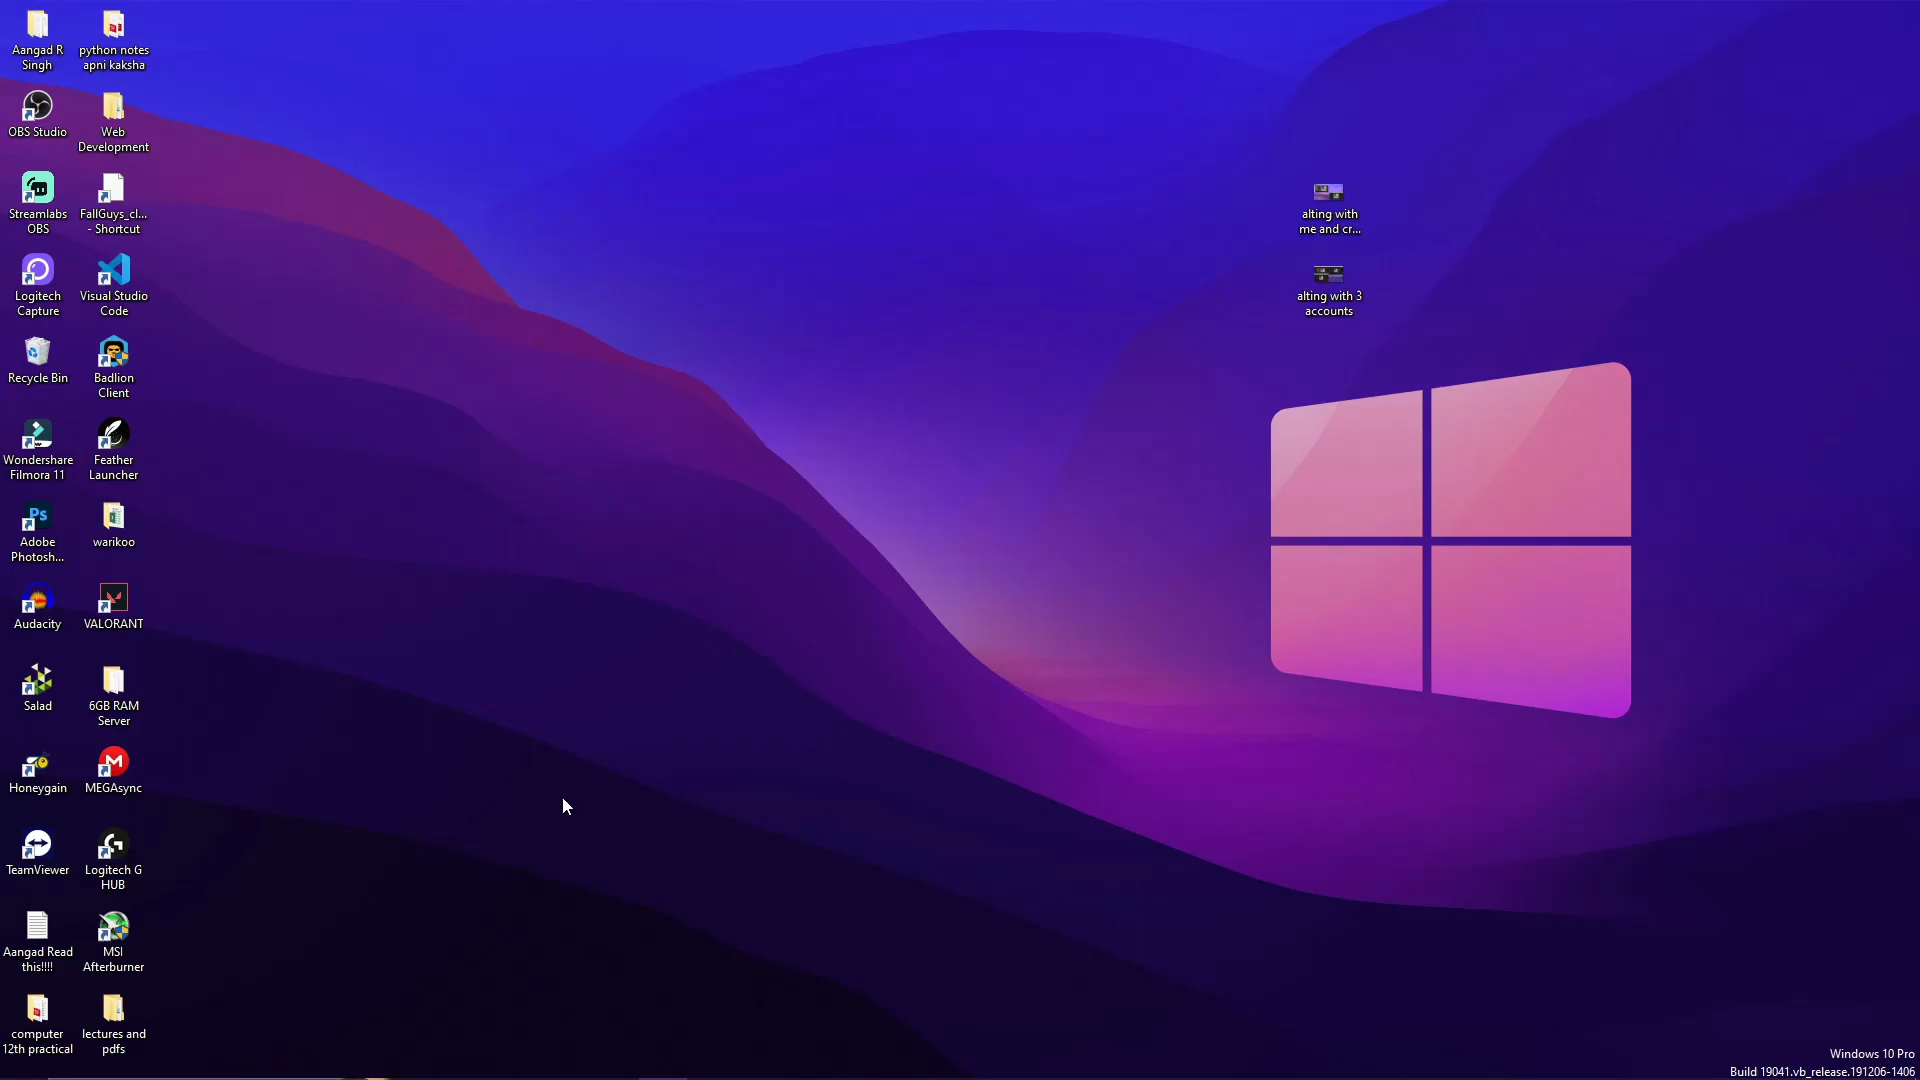 Aangad R
Singh
python notes
apni kaksha
OBS Studio
Web
Development
Streamlabs
OBS
FallGuys_cl...
- Shortcut
Logitech
Capture
Visual Studio
Code
Recycle Bin
Badlion
Client
Wondershare
Filmora 11
Feather
Launcher
Ps
Adobe
Photosh...
warikoo
Audacity
VALORANT
Salad
6GB RAM
Server
Honeygain
M
MEGAsync
TeamViewer
G
Logitech G
HUB
Aangad Read
this!!!!
MSI
Afterburner
computer
12th practical
lectures and
pdfs
alting with
me and cr...
alting with 3
accounts
Windows 10 Pro
Build 19041.vb_release.191206-1406